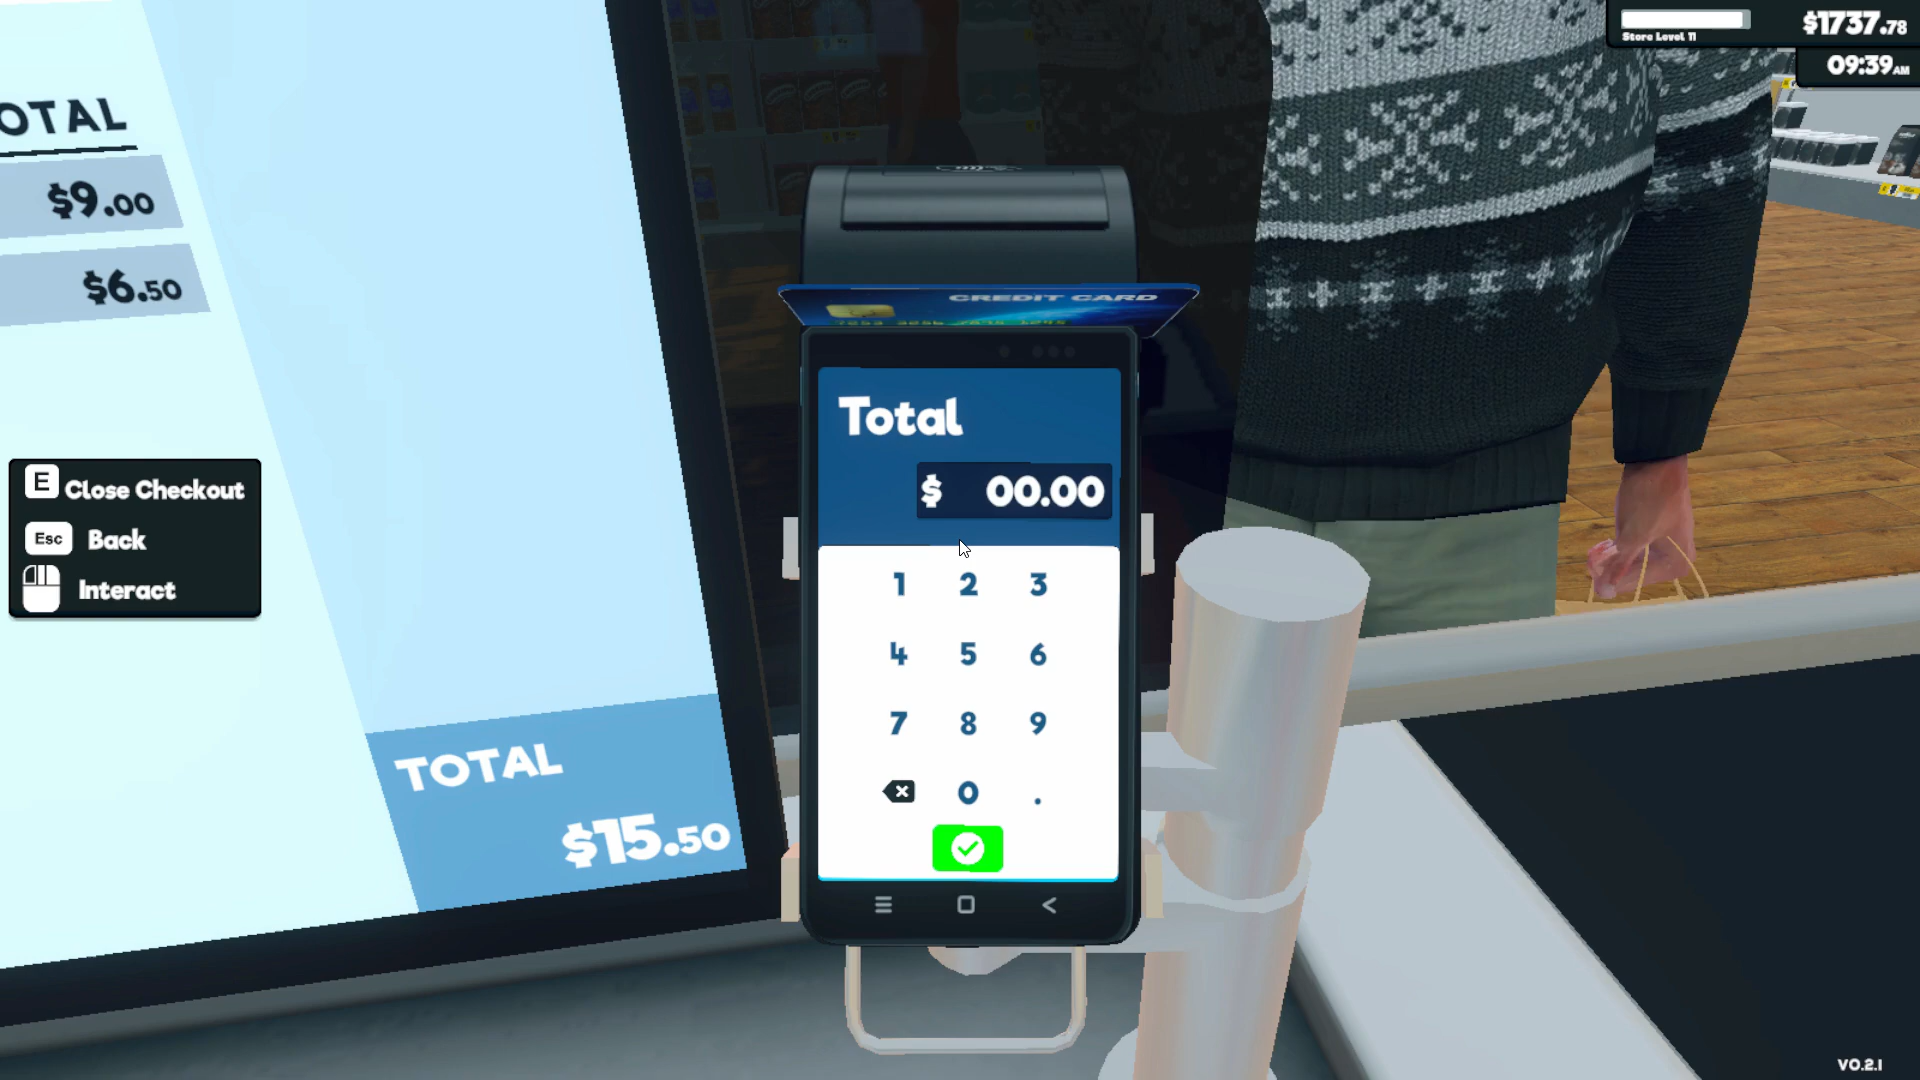 $1737.78
Store Level 11
09:39AM
OTAL
$9.00
$6.50
CREDIT CARD
Total
$ 00.00
E Close Checkout
Esc Back
Interact
1 2 3
4 5 6
7 8 9
0 .
TOTAL
$15.50
V0.2.1